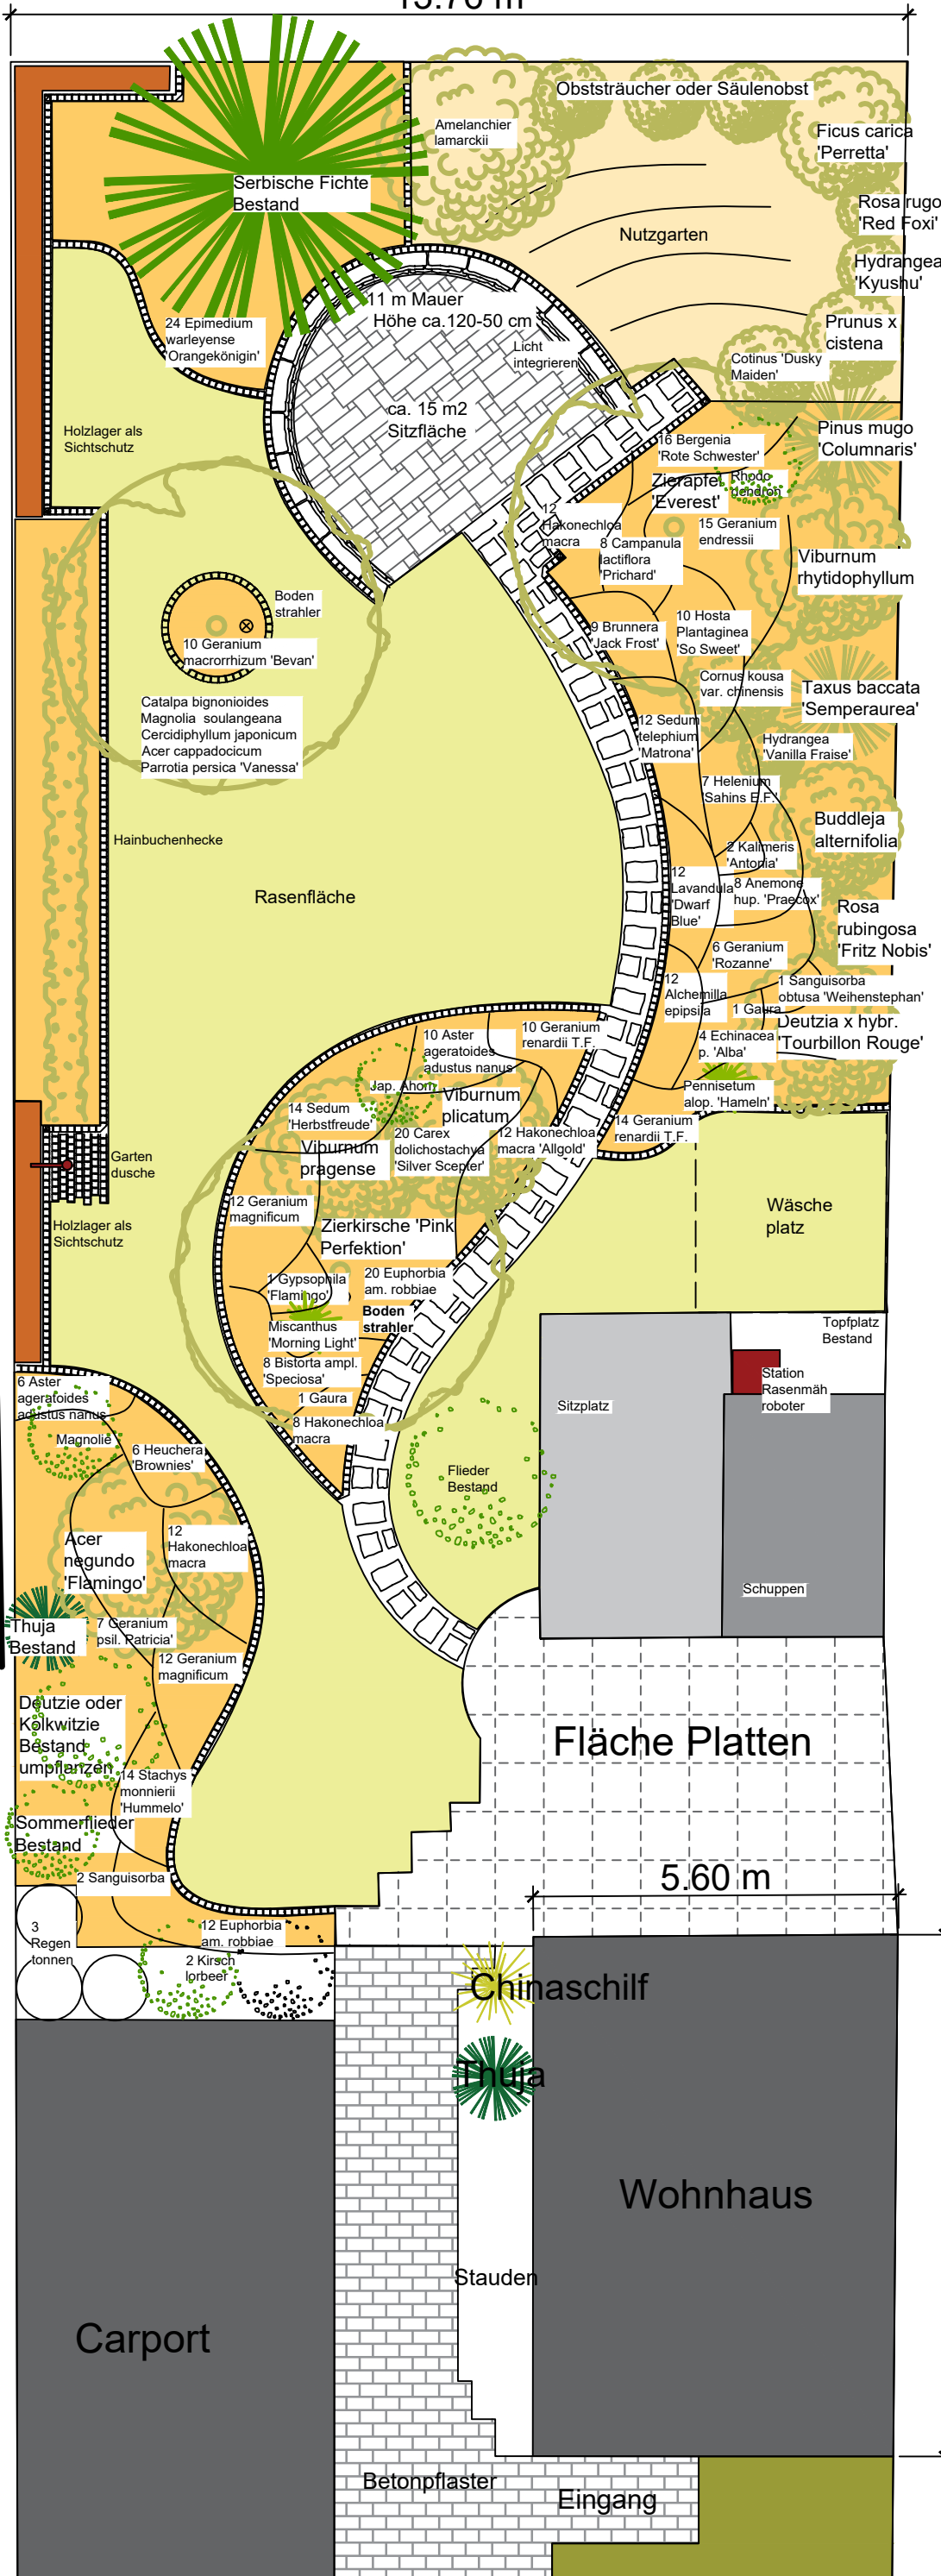 13.76 m
Obststräucher oder Säulenobst
Amelanchier
lamarckii
Ficus carica
'Perretta'
Serbische Fichte
Bestand
Rosa rugo
'Red Foxi'
Nutzgarten
Hydrangea
'Kyushu'
11 m Mauer
Höhe ca.120-50 cm
24 Epimedium
warleyense
'Orangekönigin'
Licht
integrieren
Prunus x
cistena
Cotinus 'Dusky
Maiden'
ca. 15 m2
Sitzfläche
Holzlager als
Sichtschutz
Pinus mugo
'Columnaris'
16 Bergenia
'Rote Schwester'
Zierapfel
'Everest'
Rhodo
dendron
12
Hakonechloa
macra
15 Geranium
endressii
8 Campanula
lactiflora
'Prichard'
Viburnum
rhytidophyllum
Boden
strahler
10 Geranium
macrorrhizum 'Bevan'
9 Brunnera
'Jack Frost'
10 Hosta
Plantaginea
'So Sweet'
Catalpa bignonioides
Magnolia soulangeana
Cercidiphyllum japonicum
Acer cappadocicum
Parrotia persica 'Vanessa'
Cornus kousa
var. chinensis
Taxus baccata
'Semperaurea'
12 Sedum
telephium
'Matrona'
Hydrangea
'Vanilla Fraise'
7 Helenium
'Sahins E.F.'
Hainbuchenhecke
Buddleja
alternifolia
2 Kalimeris
'Antonia'
Rasenfläche
12
Lavandula
'Dwarf
Blue'
8 Anemone
hup. 'Praecox'
Rosa
rubingosa
'Fritz Nobis'
6 Geranium
'Rozanne'
12
Alchemilla
epipsila
1 Sanguisorba
obtusa 'Weihenstephan'
1 Gaura
Deutzia x hybr.
'Tourbillon Rouge'
4 Echinacea
p. 'Alba'
10 Aster
ageratoides
adustus nanus
10 Geranium
renardii T.F.
Jap. Ahorn
Viburnum
plicatum
Pennisetum
alop. 'Hameln'
14 Sedum
'Herbstfreude'
14 Geranium
renardii T.F.
20 Carex
dolichostachya
'Silver Scepter'
12 Hakonechloa
macra 'Allgold'
Viburnum
pragense
Garten
dusche
12 Geranium
magnificum
Wäsche
platz
Holzlager als
Sichtschutz
Zierkirsche 'Pink
Perfektion'
1 Gypsophila
'Flamingo'
20 Euphorbia
am. robbiae
Boden
strahler
Miscanthus
'Morning Light'
Topfplatz
Bestand
8 Bistorta ampl.
'Speciosa'
Station
Rasenmäh
roboter
6 Aster
ageratoides
adustus nanus
1 Gaura
Sitzplatz
8 Hakonechloa
macra
Magnolie
6 Heuchera
'Brownies'
Flieder
Bestand
Acer
negundo
'Flamingo'
12
Hakonechloa
macra
Schuppen
Thuja
Bestand
7 Geranium
psil. Patricia'
12 Geranium
magnificum
Deutzie oder
Kolkwitzie
Bestand
umpflanzen
Fläche Platten
14 Stachys
monnierii
'Hummelo'
Sommerflieder
Bestand
2 Sanguisorba
5.60 m
3
Regen
tonnen
12 Euphorbia
am. robbiae
2 Kirsch
lorbeer
Chinaschilf
Thuja
Wohnhaus
Stauden
Carport
Betonpflaster
Eingang